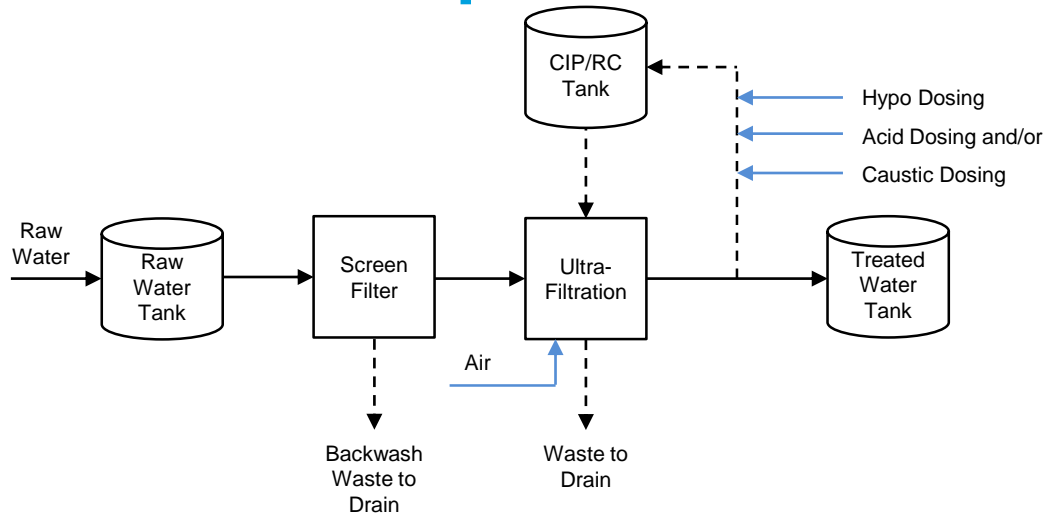 CIP/RC
Tank
Hypo Dosing
Acid Dosing and/or
Caustic Dosing
Raw
Water
Raw
Water
Tank
Screen
Filter
Ultra-
Filtration
Treated
Water
Tank
Air
Backwash
Waste to
Drain
Waste to
Drain